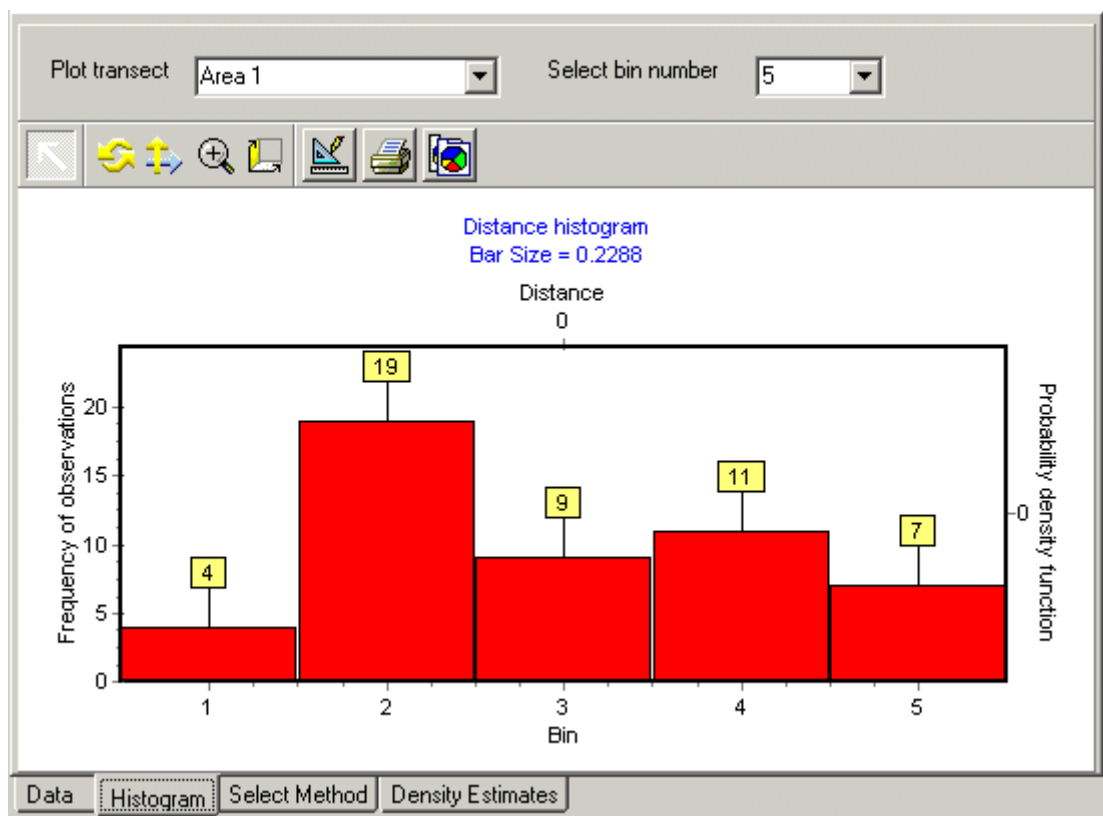 Plot transect Area 1 Select bin number 5
Distance histogram
Bar Size = 0.2288
Distance
0
Frequency of observations
20
15
10
5
0
19
11
9
7
4
0
Probability density function
1 2 3 4 5
Bin
Data Histogram Select Method Density Estimates